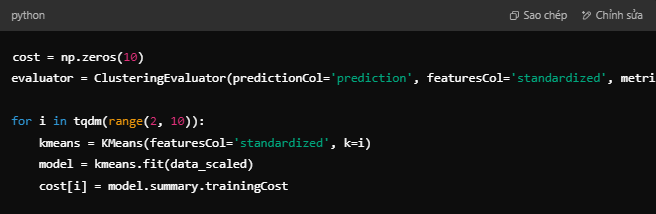 python
Sao chép
Chỉnh sửa
cost = np.zeros(10)
evaluator = ClusteringEvaluator(predictionCol='prediction', featuresCol='standardized', metri
for i in tqdm(range(2, 10)):
    kmeans = KMeans(featuresCol='standardized', k=i)
    model = kmeans.fit(data_scaled)
    cost[i] = model.summary.trainingCost